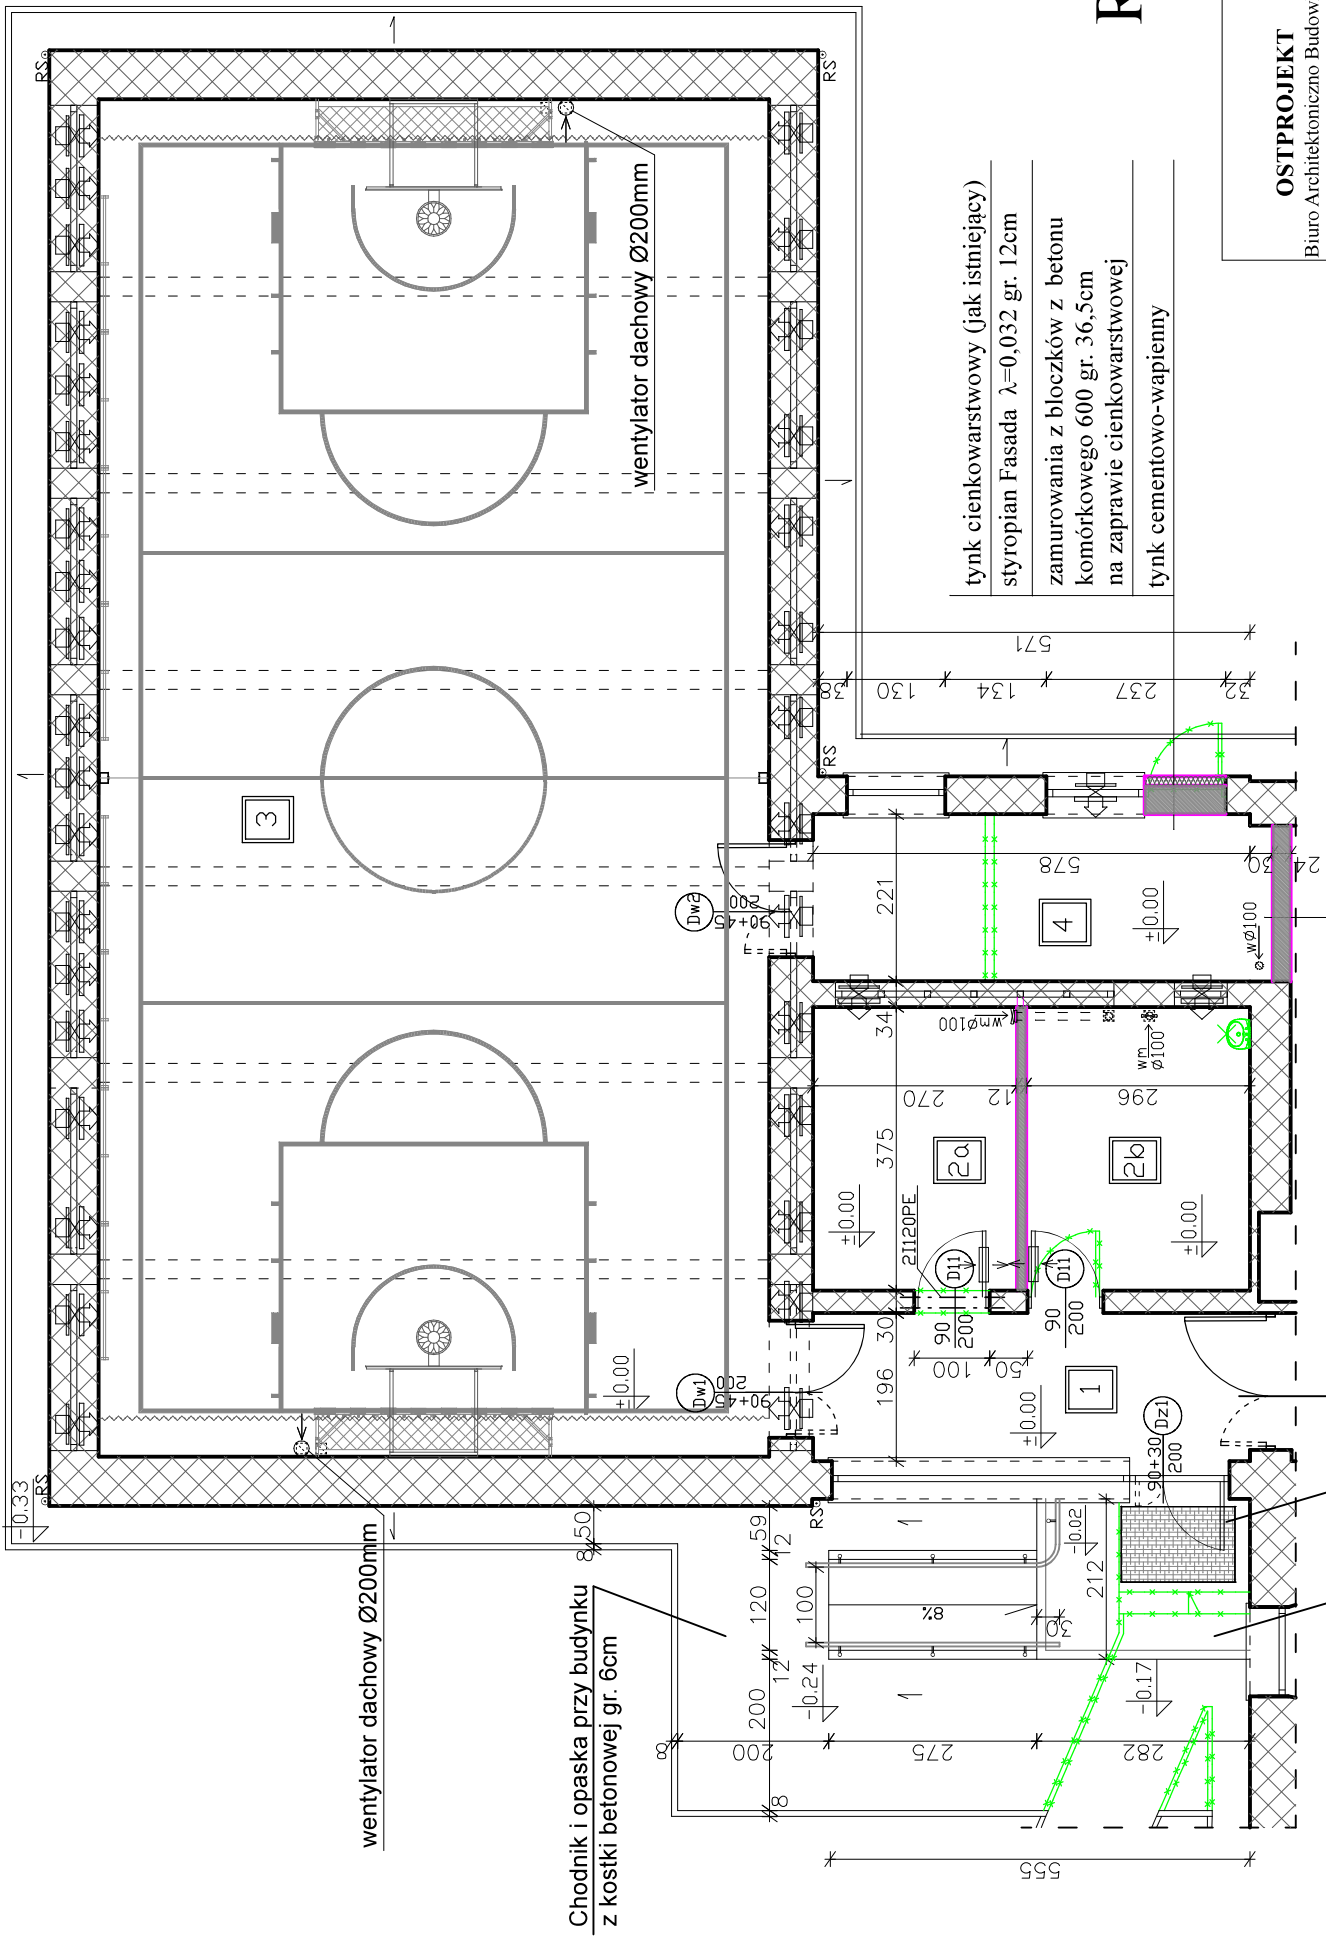 RS
RS
RS
RS
RS
-0.33
wentylator dachowy Ø200mm
wentylator dachowy Ø200mm
Chodnik i opaska przy budynku
z kostki betonowej gr. 6cm
tynk cienkowarstwowy (jak istniejący)
styropian Fasada λ=0,032 gr. 12cm
zamurowania z bloczków z betonu
komórkowego 600 gr. 36,5cm
na zaprawie cienkowarstwowej
tynk cementowo-wapienny
R
OSTPROJEKT
Biuro Architektoniczno Budow
3
±0.00
Dw1
90+45
200
Dw2
90+45
200
4
±0.00
wø100
2a
±0.00
2b
±0.00
wmø100
wm
ø100
2I120PE
D11
90
200
D11
90
200
1
±0.00
Dz1
90+30
200
-0.02
-0.17
-0.24
8%
571
38
130
134
237
32
578
30
24
221
34
375
30
196
270
12
296
100
50
50
8
59
12
120
100
12
200
8
212
30
8
200
275
282
555